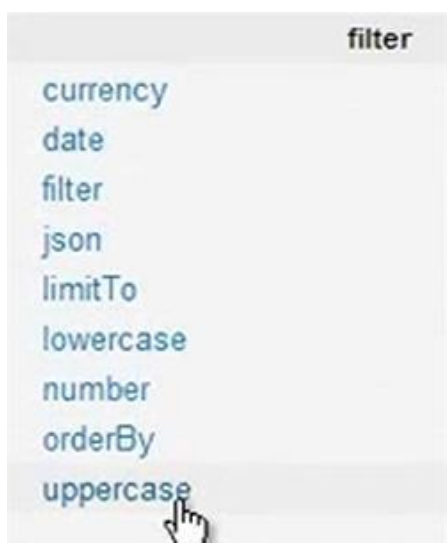 filter
currency
date
filter
json
limitTo
lowercase
number
orderBy
uppercase